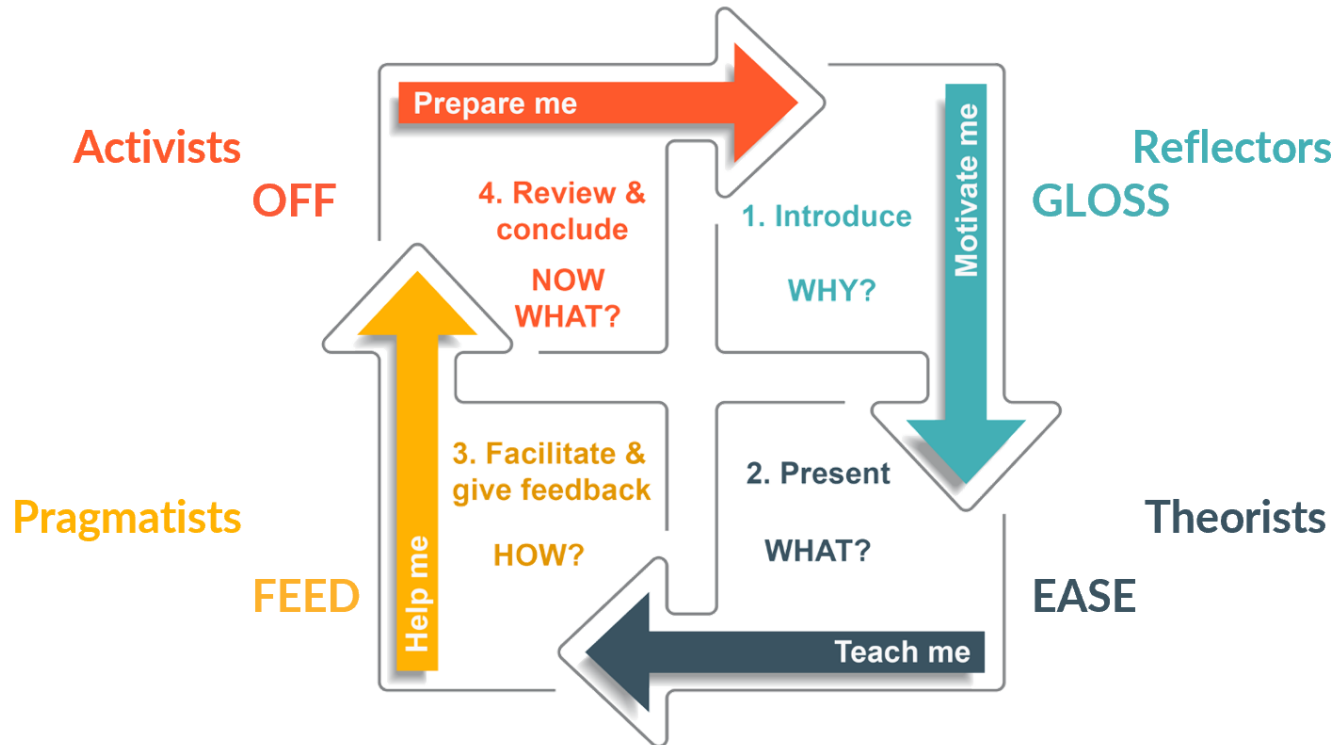 Prepare me
Activists
OFF
4. Review &
conclude
NOW
WHAT?
1. Introduce
WHY?
Motivate me
Reflectors
GLOSS
Pragmatists
FEED
Help me
3. Facilitate &
give feedback
HOW?
2. Present
WHAT?
Theorists
EASE
Teach me